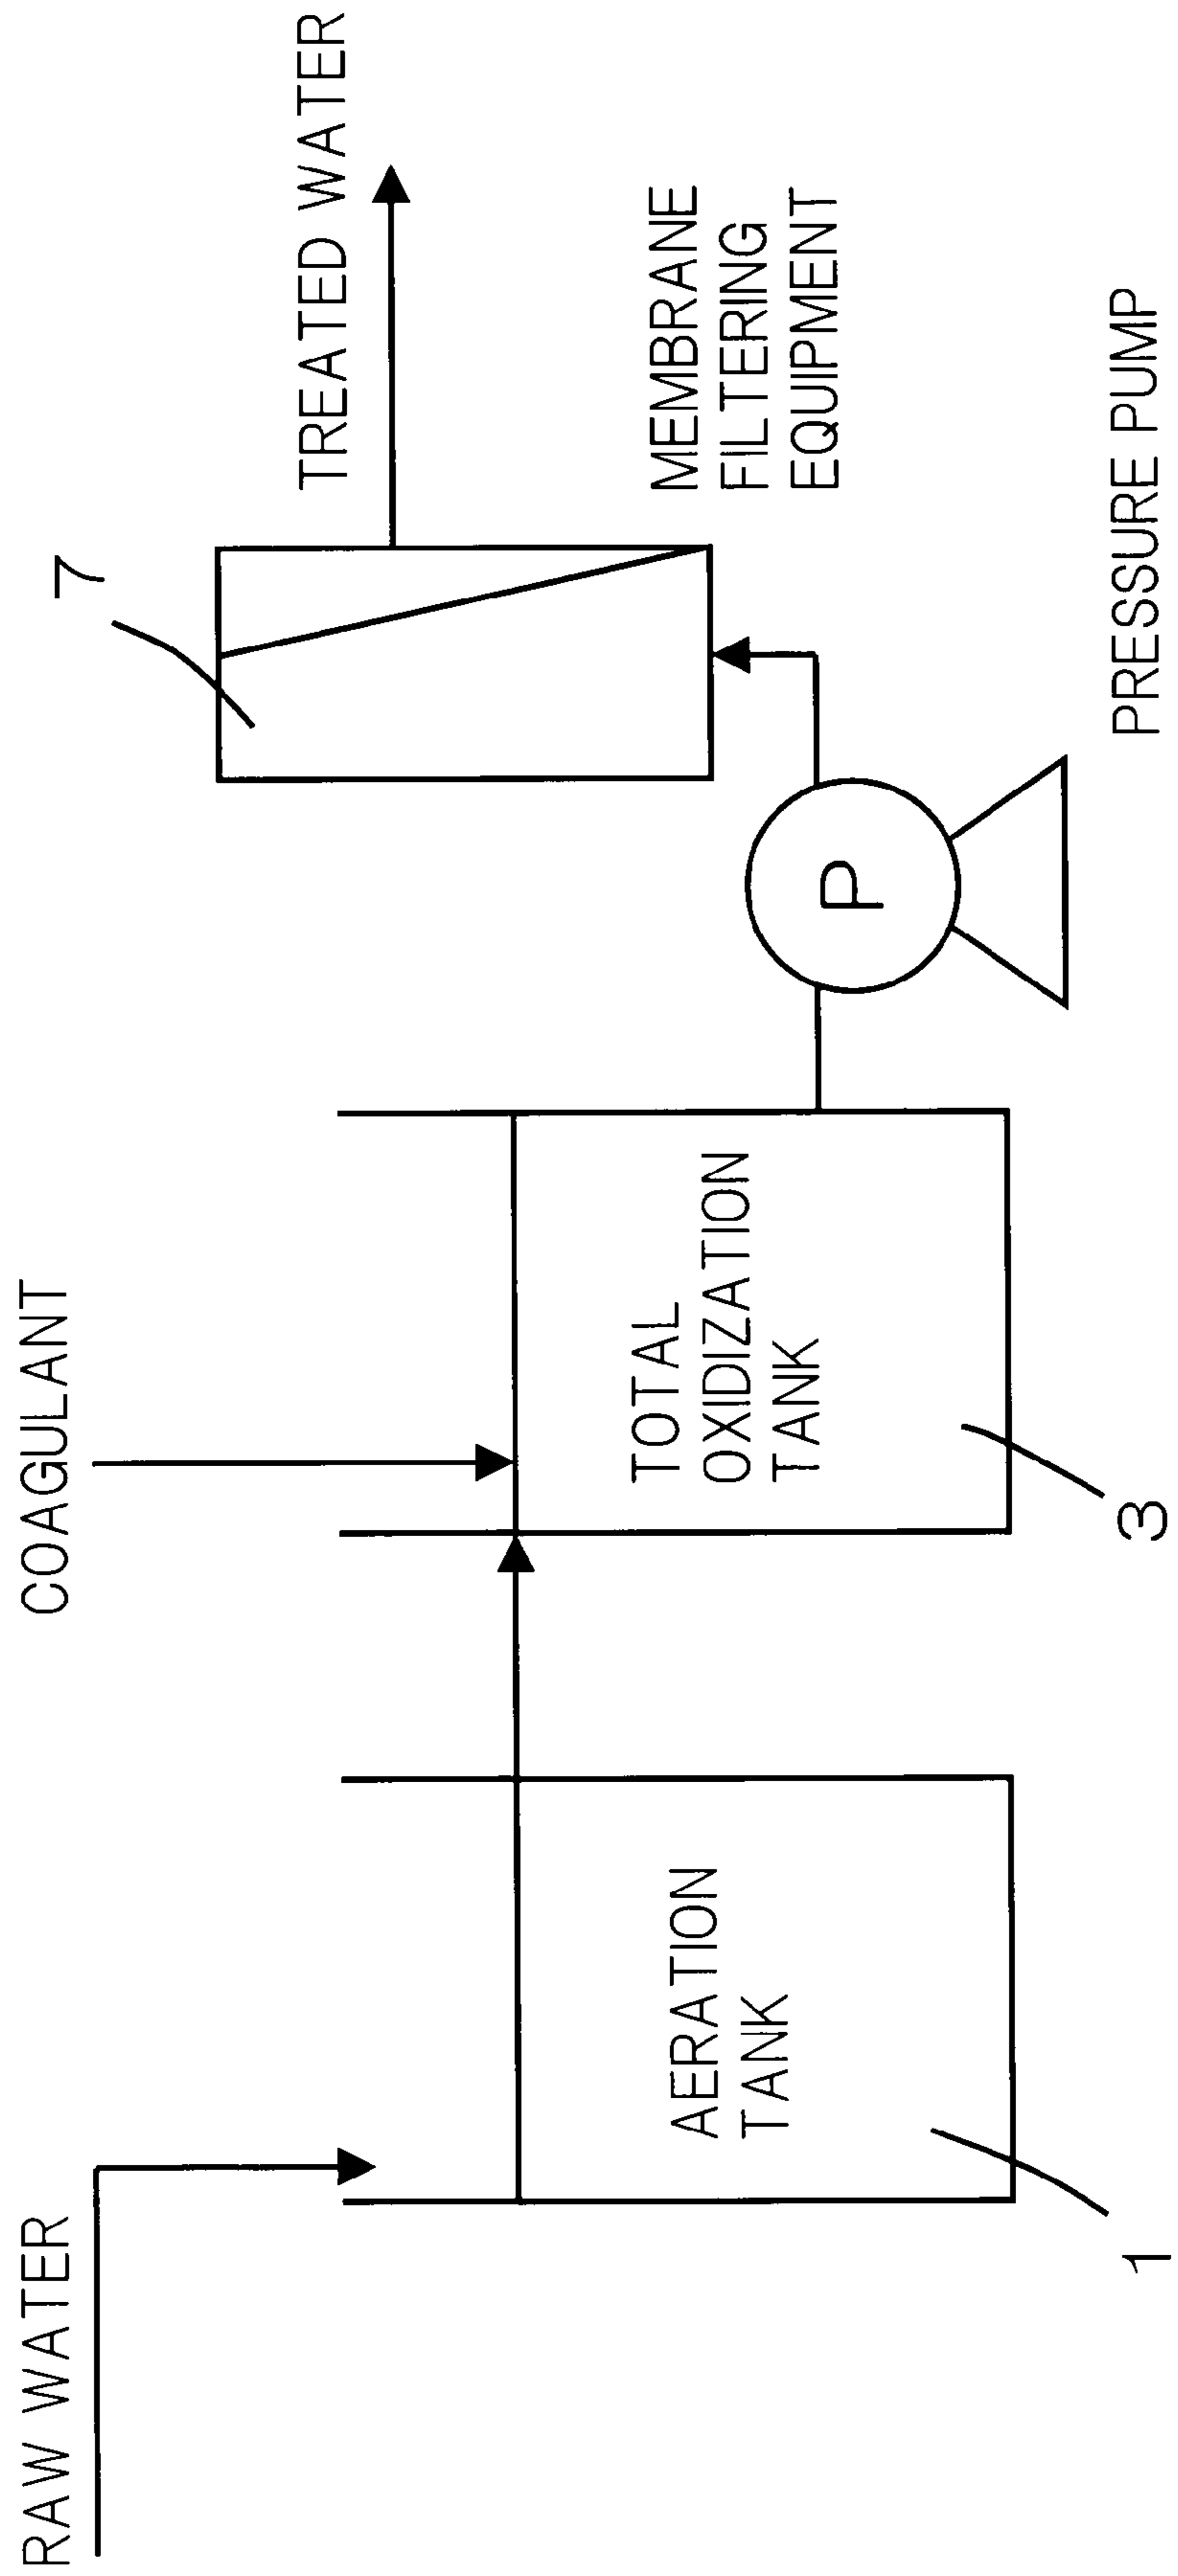 RAW WATER
COAGULANT
7
TREATED WATER
AERATION
TANK
TOTAL
OXIDIZATION
TANK
P
MEMBRANE
FILTERING
EQUIPMENT
1
3
PRESSURE PUMP